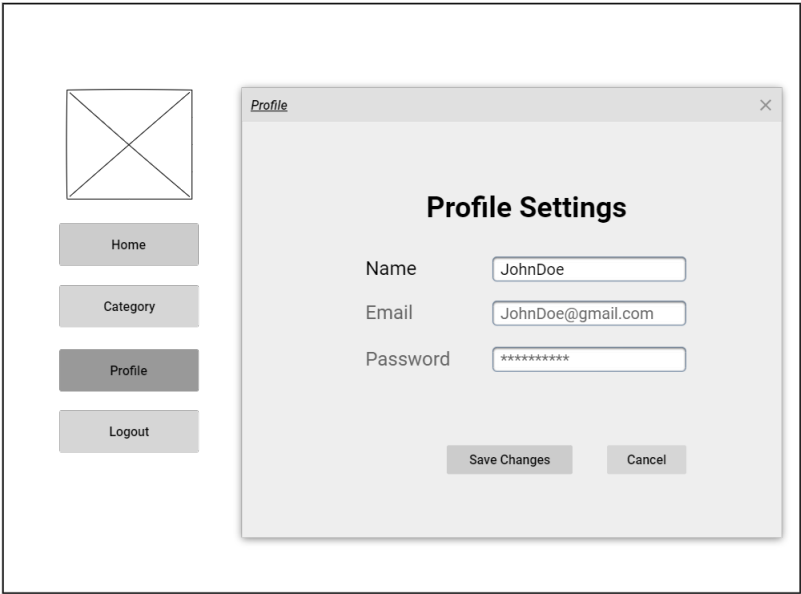 Profile
Home
Category
Profile
Logout
Profile Settings
Name JohnDoe
Email JohnDoe@gmail.com
Password **********
Save Changes Cancel